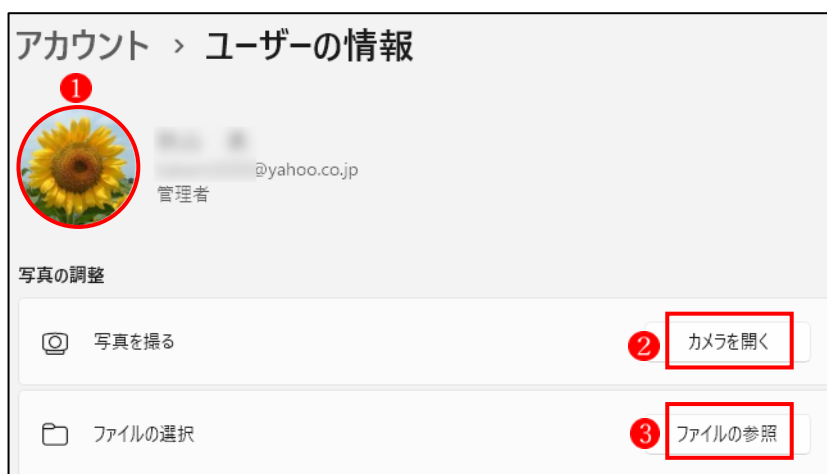 アカウント › ユーザーの情報
1
@yahoo.co.jp
管理者
写真の調整
写真を撮る
2 カメラを開く
ファイルの選択
3 ファイルの参照